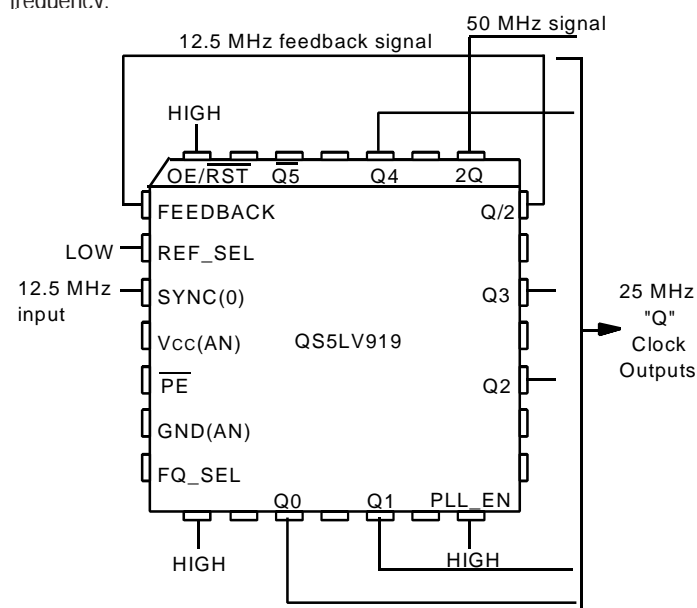 frequency.
50 MHz signal
12.5 MHz feedback signal
HIGH
OE/RST
Q5
Q4
2Q
FEEDBACK
Q/2
LOW
REF_SEL
12.5 MHz
input
SYNC(0)
Q3
25 MHz
"Q"
Clock
Outputs
VCC(AN)
QS5LV919
PE
Q2
GND(AN)
FQ_SEL
Q0
Q1
PLL_EN
HIGH
HIGH